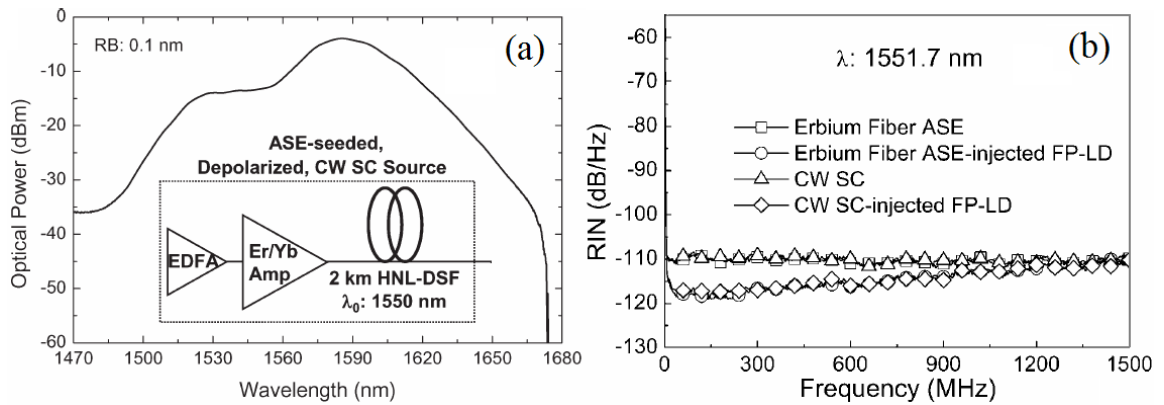 (a)
RB: 0.1 nm
Optical Power (dBm)
0
-10
-20
-30
-40
-50
-60
ASE-seeded,
Depolarized, CW SC Source
EDFA
Er/Yb
Amp
2 km HNL-DSF
λ₀: 1550 nm
1470 1500 1530 1560 1590 1620 1650 1680
Wavelength (nm)
(b)
λ: 1551.7 nm
RIN (dB/Hz)
-60
-70
-80
-90
-100
-110
-120
-130
Erbium Fiber ASE
Erbium Fiber ASE-injected FP-LD
CW SC
CW SC-injected FP-LD
0 300 600 900 1200 1500
Frequency (MHz)